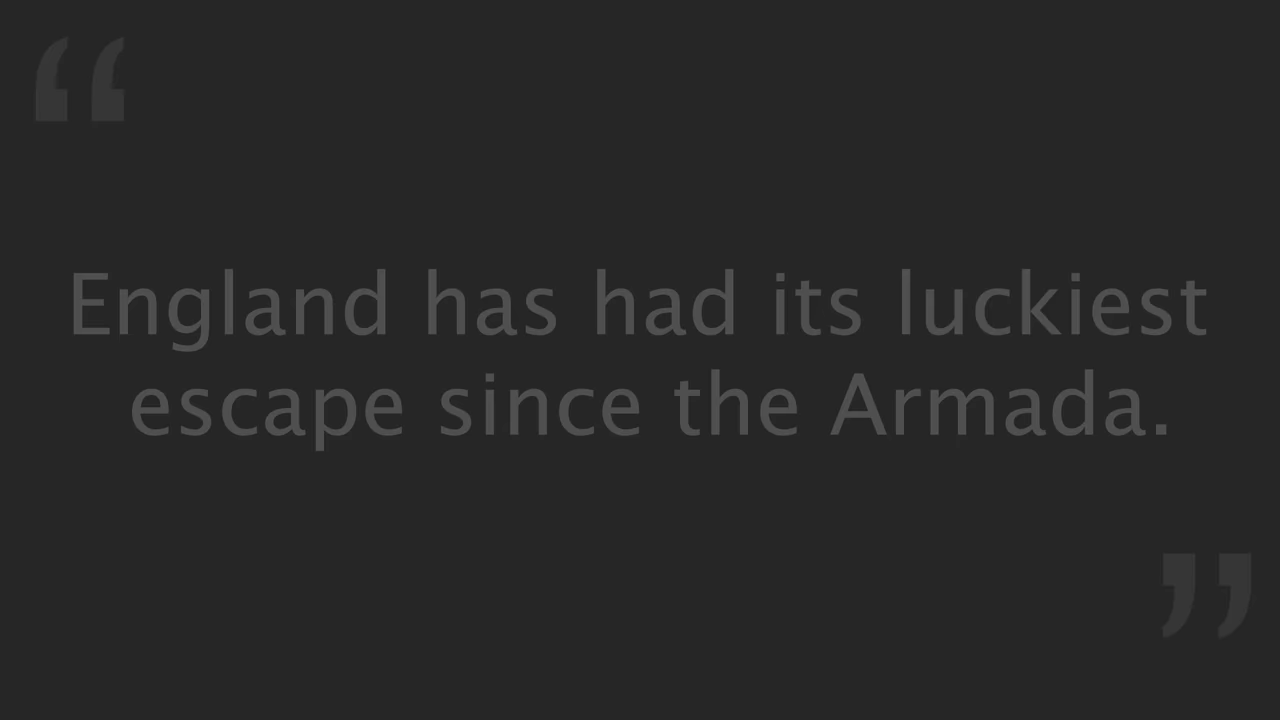 “
England has had its luckiest
escape since the Armada.
”